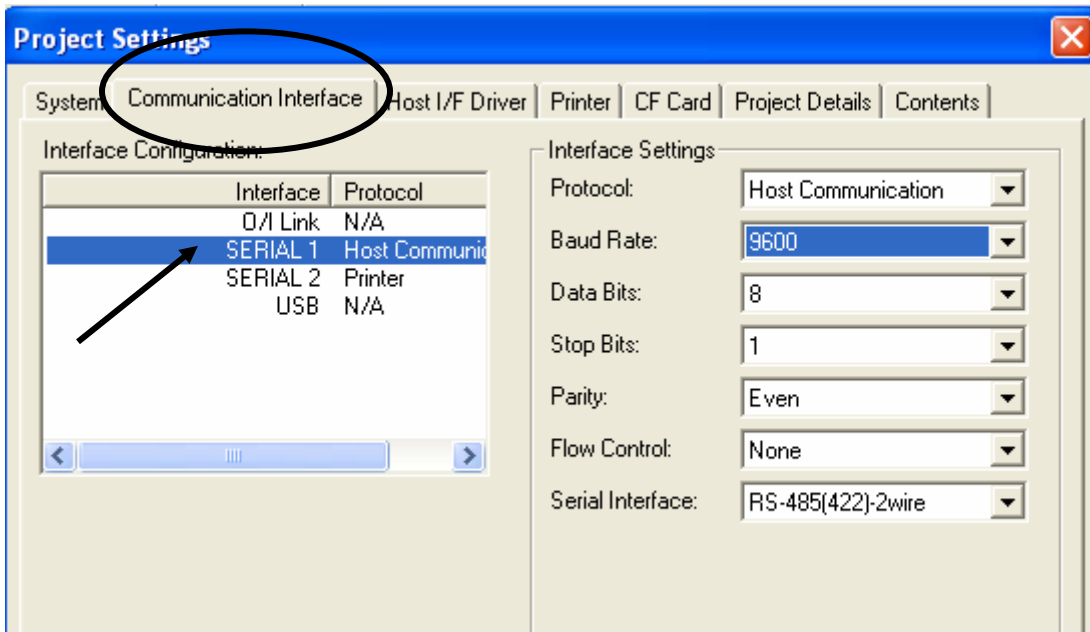 Project Settings
System Communication Interface Host I/F Driver Printer CF Card Project Details Contents
Interface Configuration:
Interface Protocol
O/I Link N/A
SERIAL 1 Host Communic
SERIAL 2 Printer
USB N/A
Interface Settings
Protocol: Host Communication
Baud Rate: 9600
Data Bits: 8
Stop Bits: 1
Parity: Even
Flow Control: None
Serial Interface: RS-485(422)-2wire